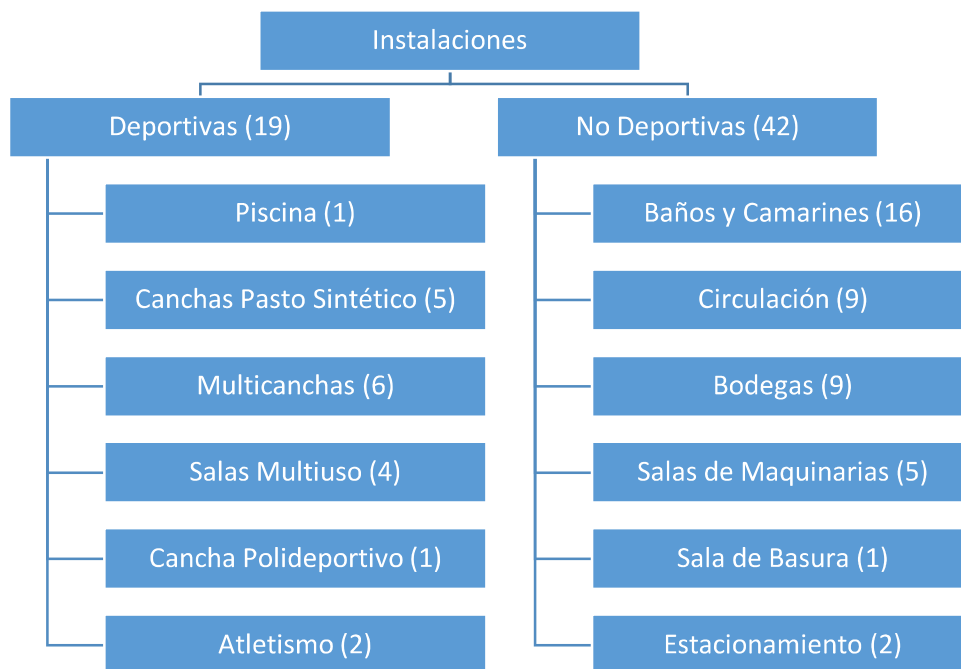 Instalaciones
Deportivas (19)
Piscina (1)
Canchas Pasto Sintético (5)
Multicanchas (6)
Salas Multiuso (4)
Cancha Polideportivo (1)
Atletismo (2)
No Deportivas (42)
Baños y Camarines (16)
Circulación (9)
Bodegas (9)
Salas de Maquinarias (5)
Sala de Basura (1)
Estacionamiento (2)